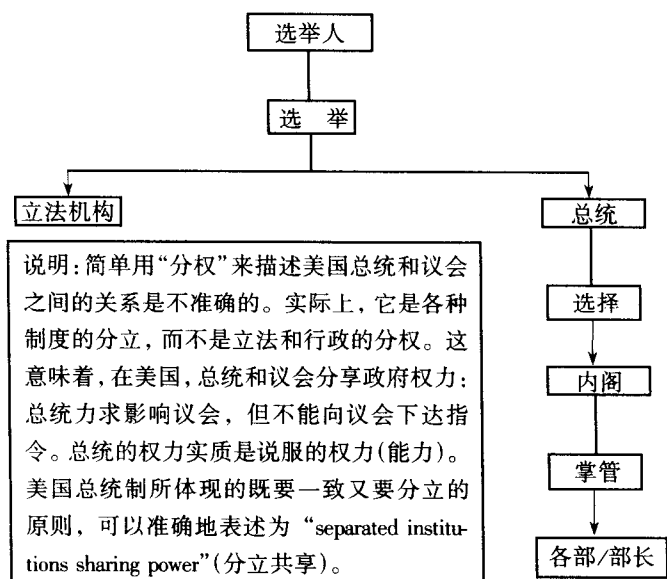 选举人
选 举
立法机构
总统
说明：简单用“分权”来描述美国总统和议会
之间的关系是不准确的。实际上，它是各种
制度的分立，而不是立法和行政的分权。这
意味着，在美国，总统和议会分享政府权力：
总统力求影响议会，但不能向议会下达指
令。总统的权力实质是说服的权力(能力)。
美国总统制所体现的既要一致又要分立的
原则，可以准确地表述为“separated institu-
tions sharing power”(分立共享)。
选择
内阁
掌管
各部/部长